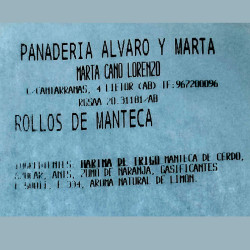 PANADERIA ALVARO Y MARTA
MARTA CANO LORENZO
C/CANTARRANAS, 4 LIETOR (AB) TF:967200096
RGSAA 20.31181/AB
ROLLOS DE MANTECA
INGREDIENTES: HARINA DE TRIGO MANTECA DE CERDO,
AZUCAR, ANIS, ZUMO DE NARANJA, GASIFICANTES
E-334, AROMA NATURAL DE LIMON.